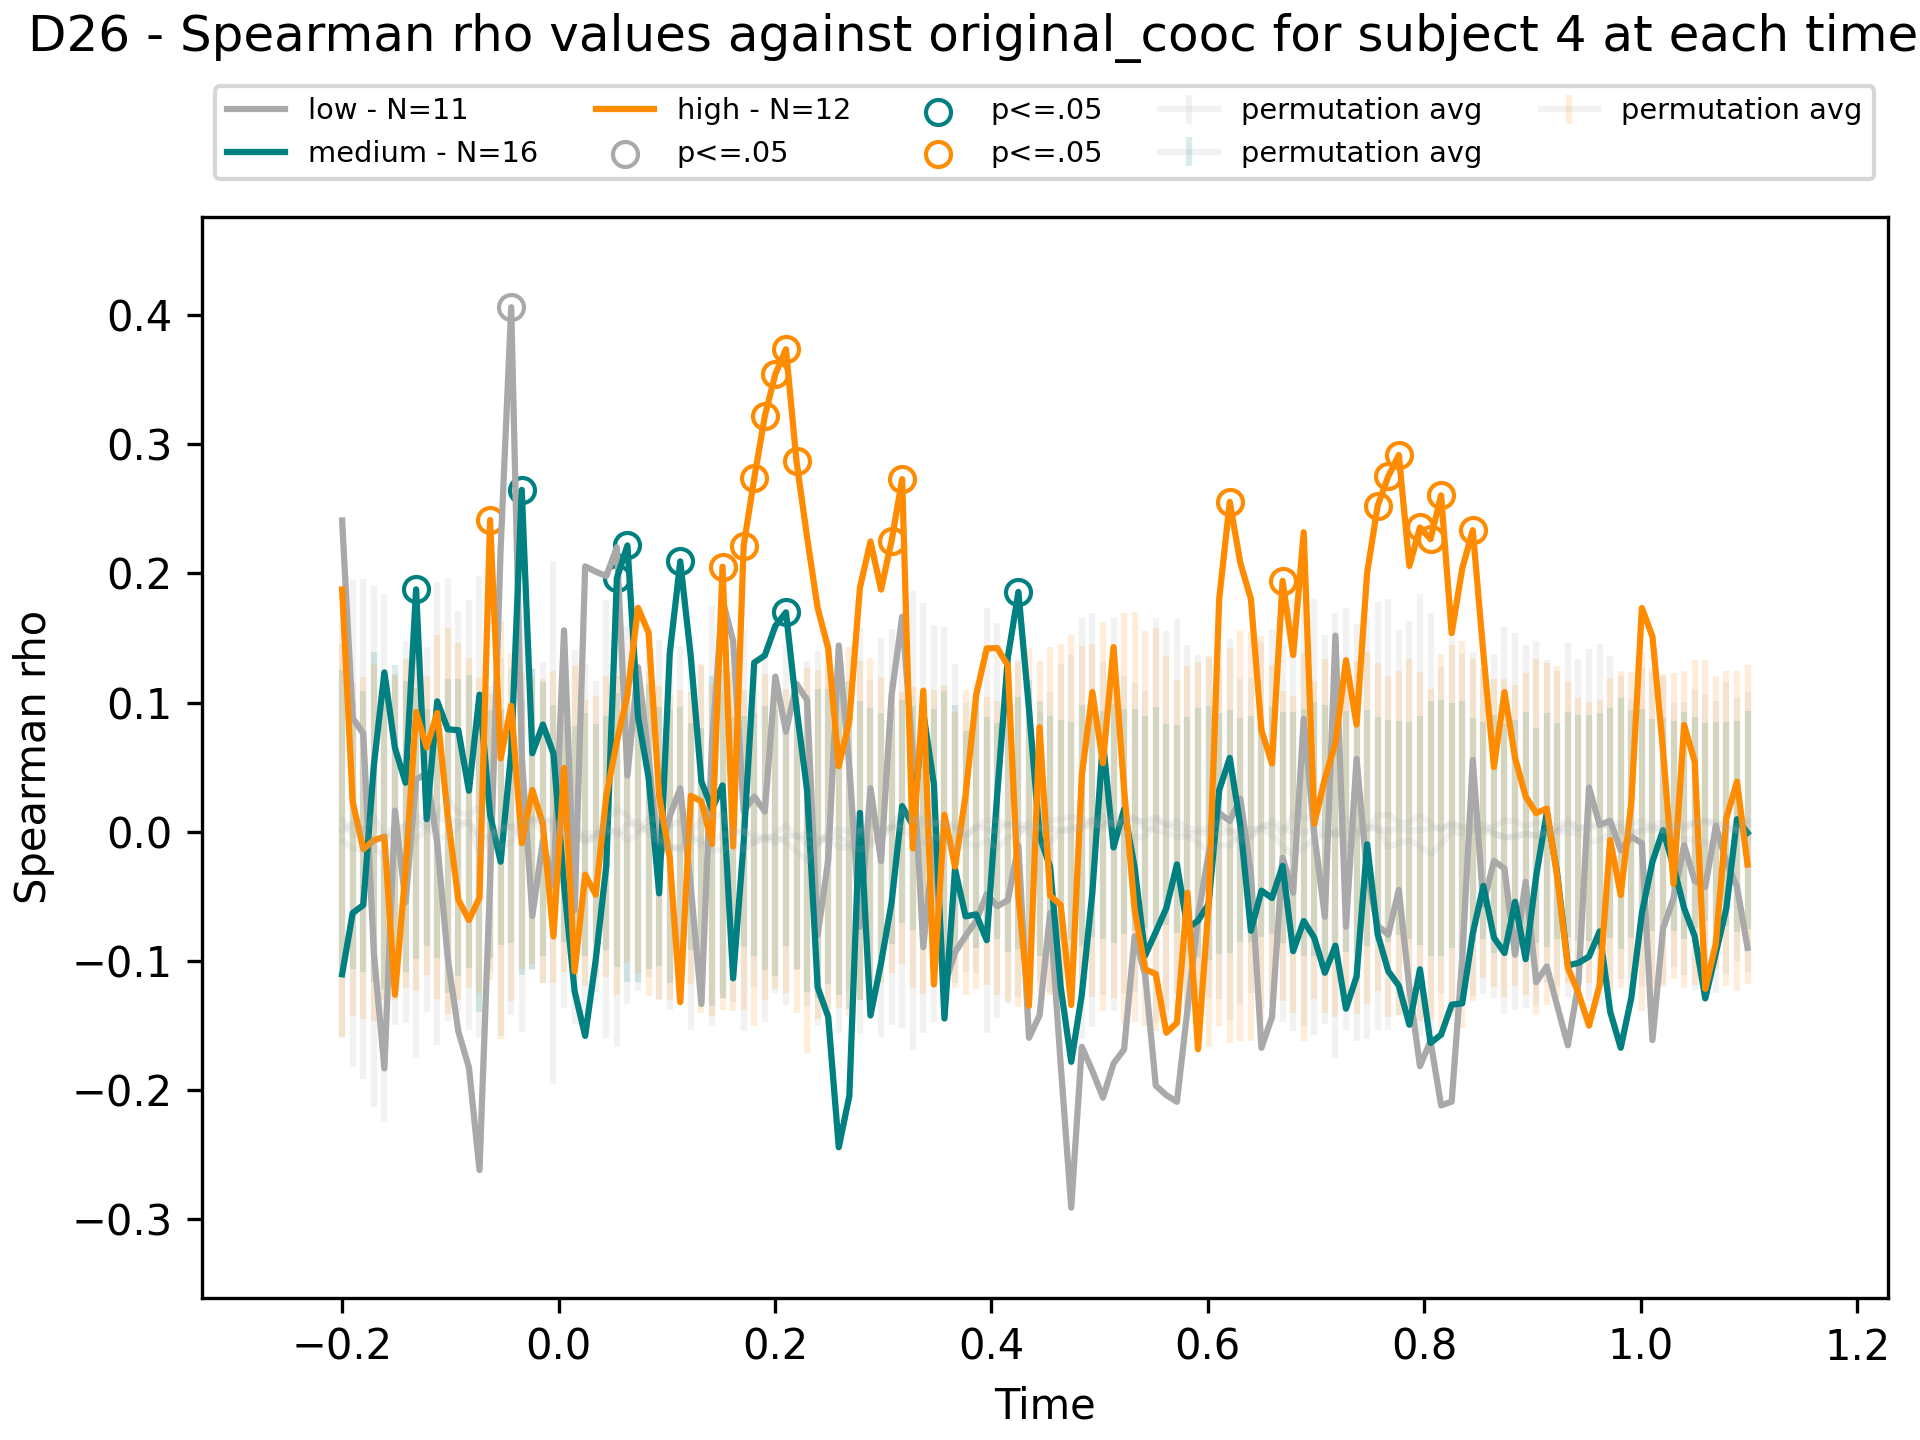 D26 - Spearman rho values against original_cooc for subject 4 at each time
low - N=11
medium - N=16
high - N=12
p<=.05
p<=.05
p<=.05
permutation avg
permutation avg
permutation avg
Spearman rho
0.4
0.3
0.2
0.1
0.0
−0.1
−0.2
−0.3
−0.2 0.0 0.2 0.4 0.6 0.8 1.0 1.2
Time